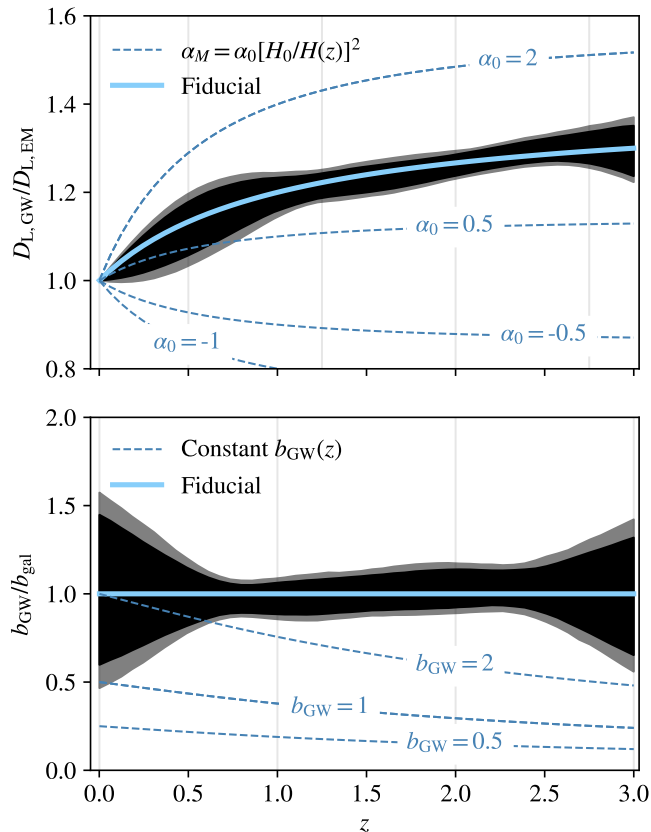 1.6
α_M = α_0[H_0/H(z)]^2
α_0 = 2
Fiducial
1.4
1.2
α_0 = 0.5
1.0
α_0 = -0.5
α_0 = -1
0.8
D_L,GW/D_L,EM
2.0
Constant b_GW(z)
Fiducial
1.5
1.0
b_GW = 2
0.5
b_GW = 1
b_GW = 0.5
0.0
b_GW/b_gal
0.0 0.5 1.0 1.5 2.0 2.5 3.0
z